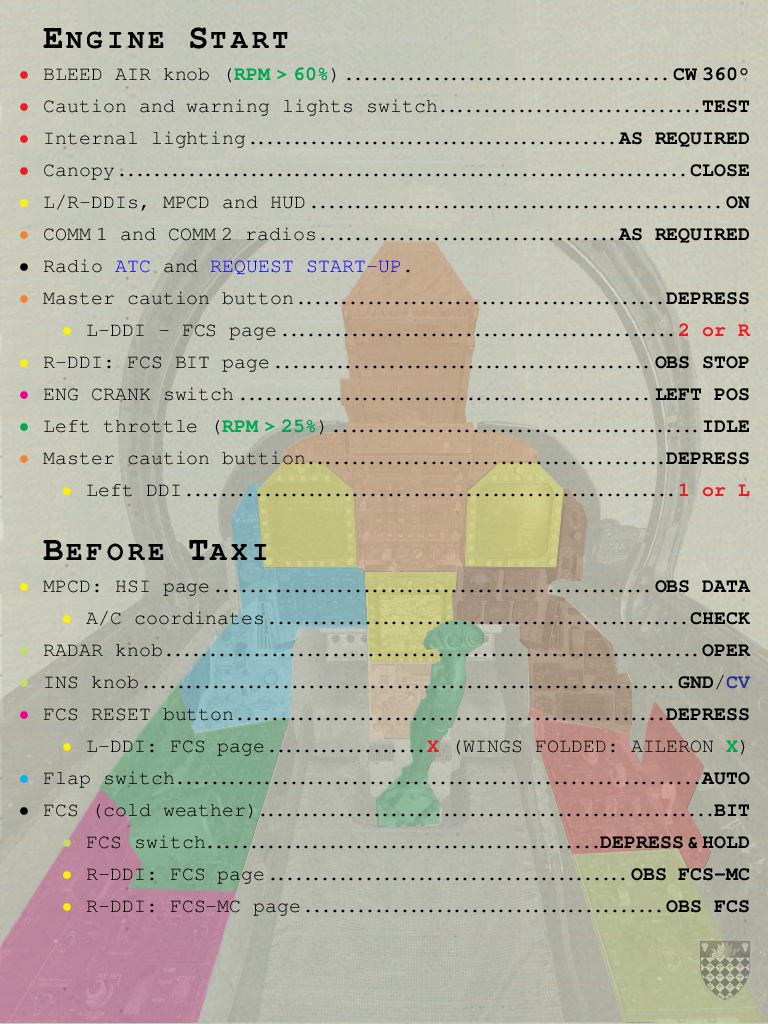 ENGINE START
• BLEED AIR knob (RPM > 60%)....................................CW 360°
• Caution and warning lights switch.............................TEST
• Internal lighting.............................................AS REQUIRED
• Canopy........................................................CLOSE
• L/R-DDIs, MPCD and HUD........................................ON
• COMM 1 and COMM 2 radios......................................AS REQUIRED
• Radio ATC and REQUEST START-UP.
• Master caution button.........................................DEPRESS
• L-DDI - FCS page..............................................2 or R
• R-DDI: FCS BIT page...........................................OBS STOP
• ENG CRANK switch..............................................LEFT POS
• Left throttle (RPM > 25%).....................................IDLE
• Master caution buttion........................................DEPRESS
• Left DDI......................................................1 or L
BEFORE TAXI
• MPCD: HSI page................................................OBS DATA
• A/C coordinates...............................................CHECK
• RADAR knob....................................................OPER
• INS knob......................................................GND/CV
• FCS RESET button..............................................DEPRESS
• L-DDI: FCS page.................X (WINGS FOLDED: AILERON X)
• Flap switch...................................................AUTO
• FCS (cold weather)............................................BIT
• FCS switch....................................................DEPRESS & HOLD
• R-DDI: FCS page...............................................OBS FCS-MC
• R-DDI: FCS-MC page............................................OBS FCS